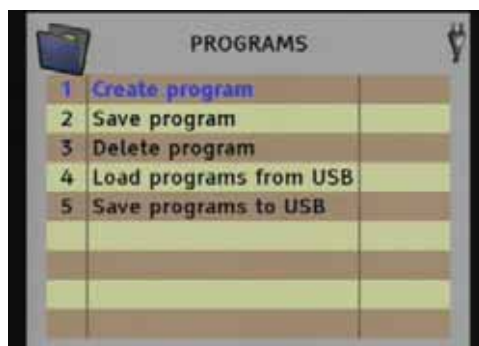 PROGRAMS
1 Create program
2 Save program
3 Delete program
4 Load programs from USB
5 Save programs to USB